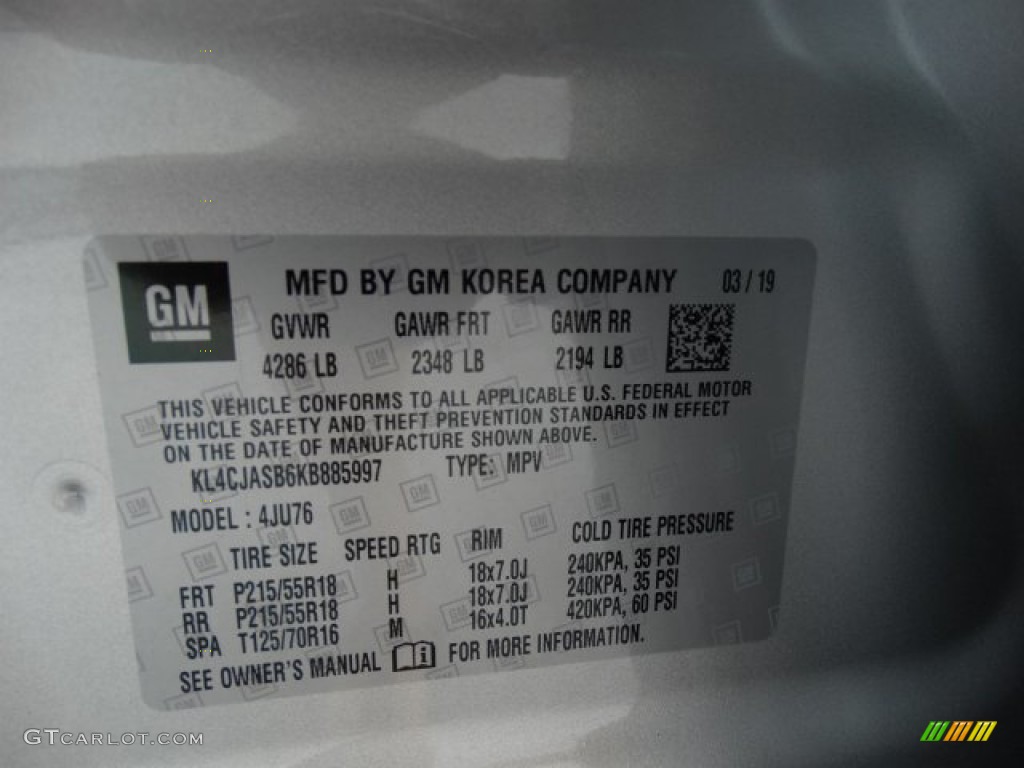 GM
MFD BY GM KOREA COMPANY 03 / 19
GVWR GAWR FRT GAWR RR
4286 LB 2348 LB 2194 LB
THIS VEHICLE CONFORMS TO ALL APPLICABLE U.S. FEDERAL MOTOR
VEHICLE SAFETY AND THEFT PREVENTION STANDARDS IN EFFECT
ON THE DATE OF MANUFACTURE SHOWN ABOVE.
KL4CJASB6KB885997 TYPE: MPV
MODEL : 4JU76
TIRE SIZE SPEED RTG RIM COLD TIRE PRESSURE
FRT P215/55R18 H 18x7.0J 240KPA, 35 PSI
RR P215/55R18 H 18x7.0J 240KPA, 35 PSI
SPA T125/70R16 M 16x4.0T 420KPA, 60 PSI
SEE OWNER'S MANUAL i FOR MORE INFORMATION.
GTCARLOT.COM